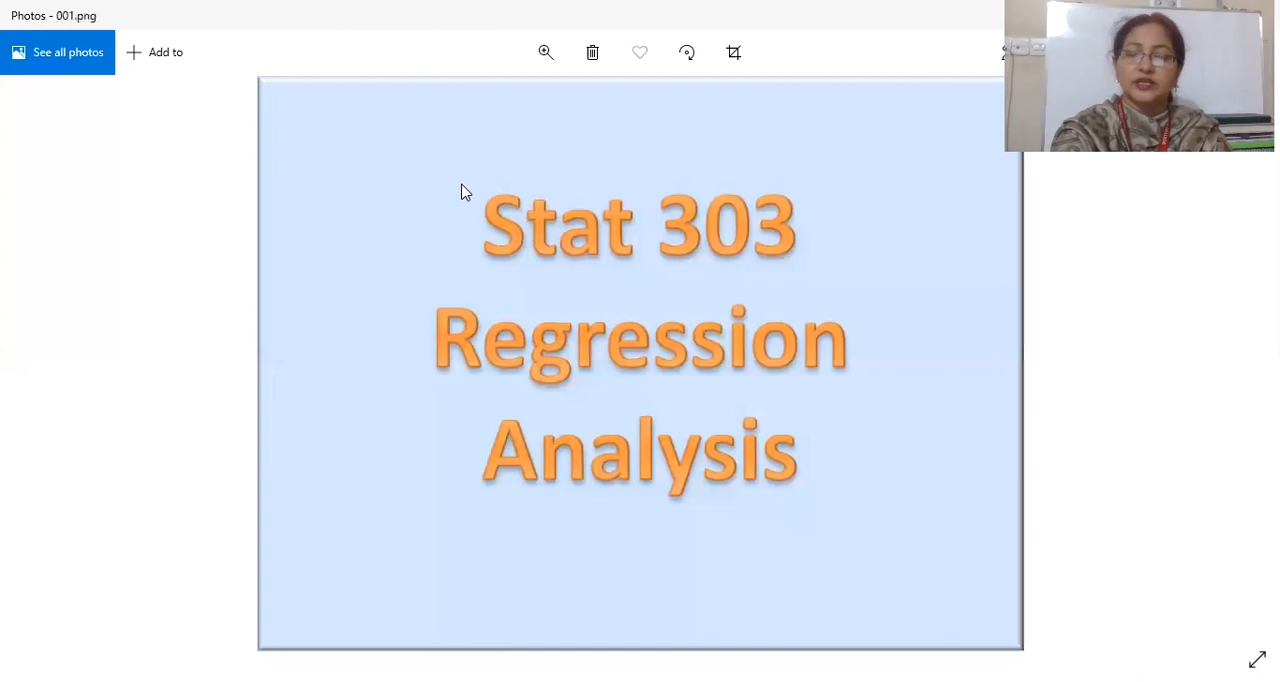 Photos - 001.png
See all photos
Add to
Stat 303
Regression
Analysis